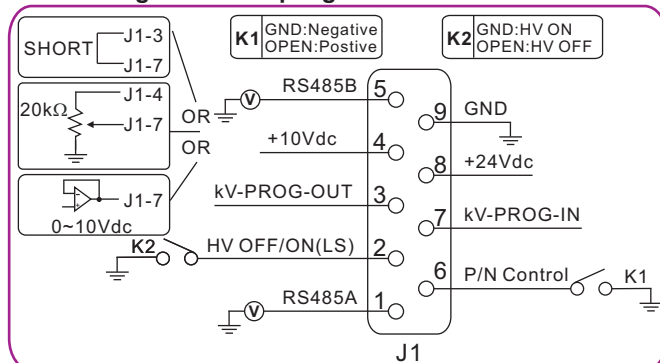 SHORT
J1-3
J1-7
J1-4
20kΩ
J1-7
J1-7
0~10Vdc
OR
OR
K1 GND:Negative
OPEN:Postive
K2 GND:HV ON
OPEN:HV OFF
RS485B
V
5
+10Vdc
4
kV-PROG-OUT
3
K2
HV OFF/ON(LS)
2
RS485A
V
1
9
GND
8
+24Vdc
7
kV-PROG-IN
6
P/N Control
K1
J1